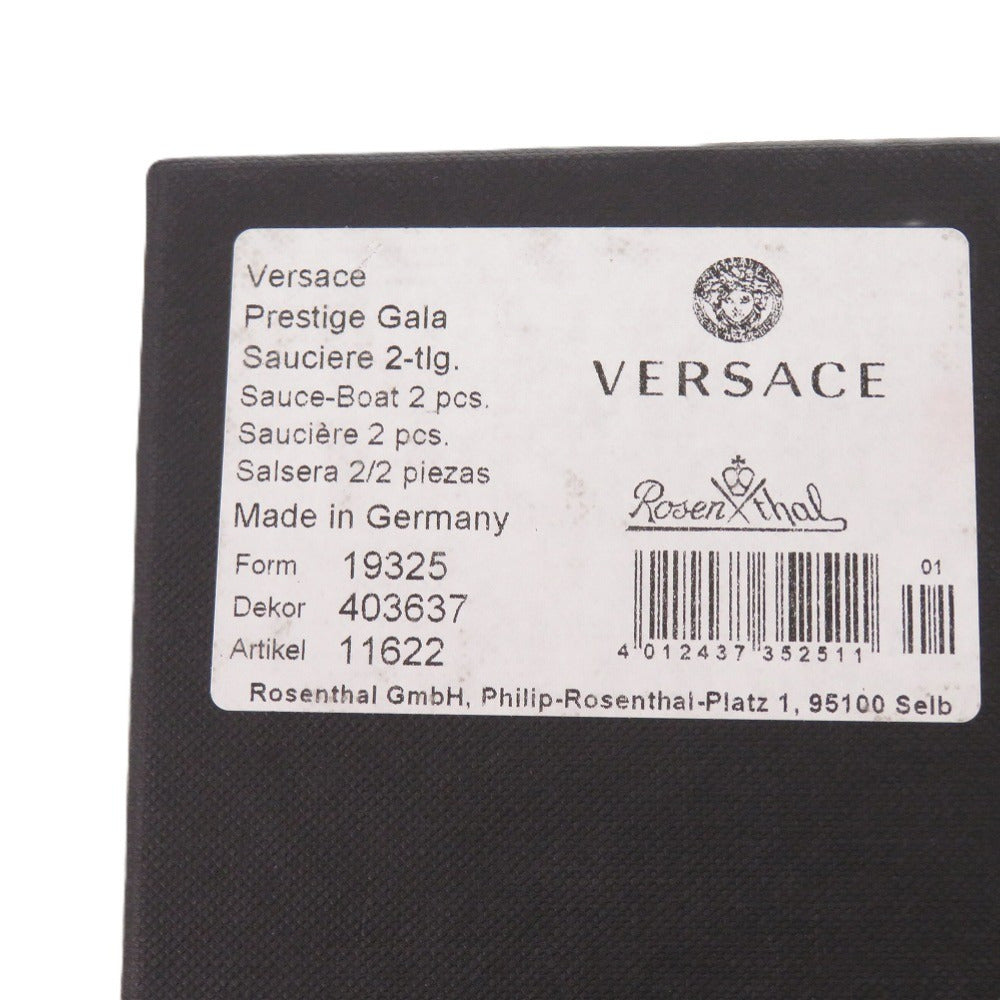 Versace
Prestige Gala
Sauciere 2-tlg.
Sauce-Boat 2 pcs.
Saucière 2 pcs.
Salsera 2/2 piezas
Made in Germany
Form 19325
Dekor 403637
Artikel 11622
VERSACE
Rosenthal
01
4 012437 352511
Rosenthal GmbH, Philip-Rosenthal-Platz 1, 95100 Selb